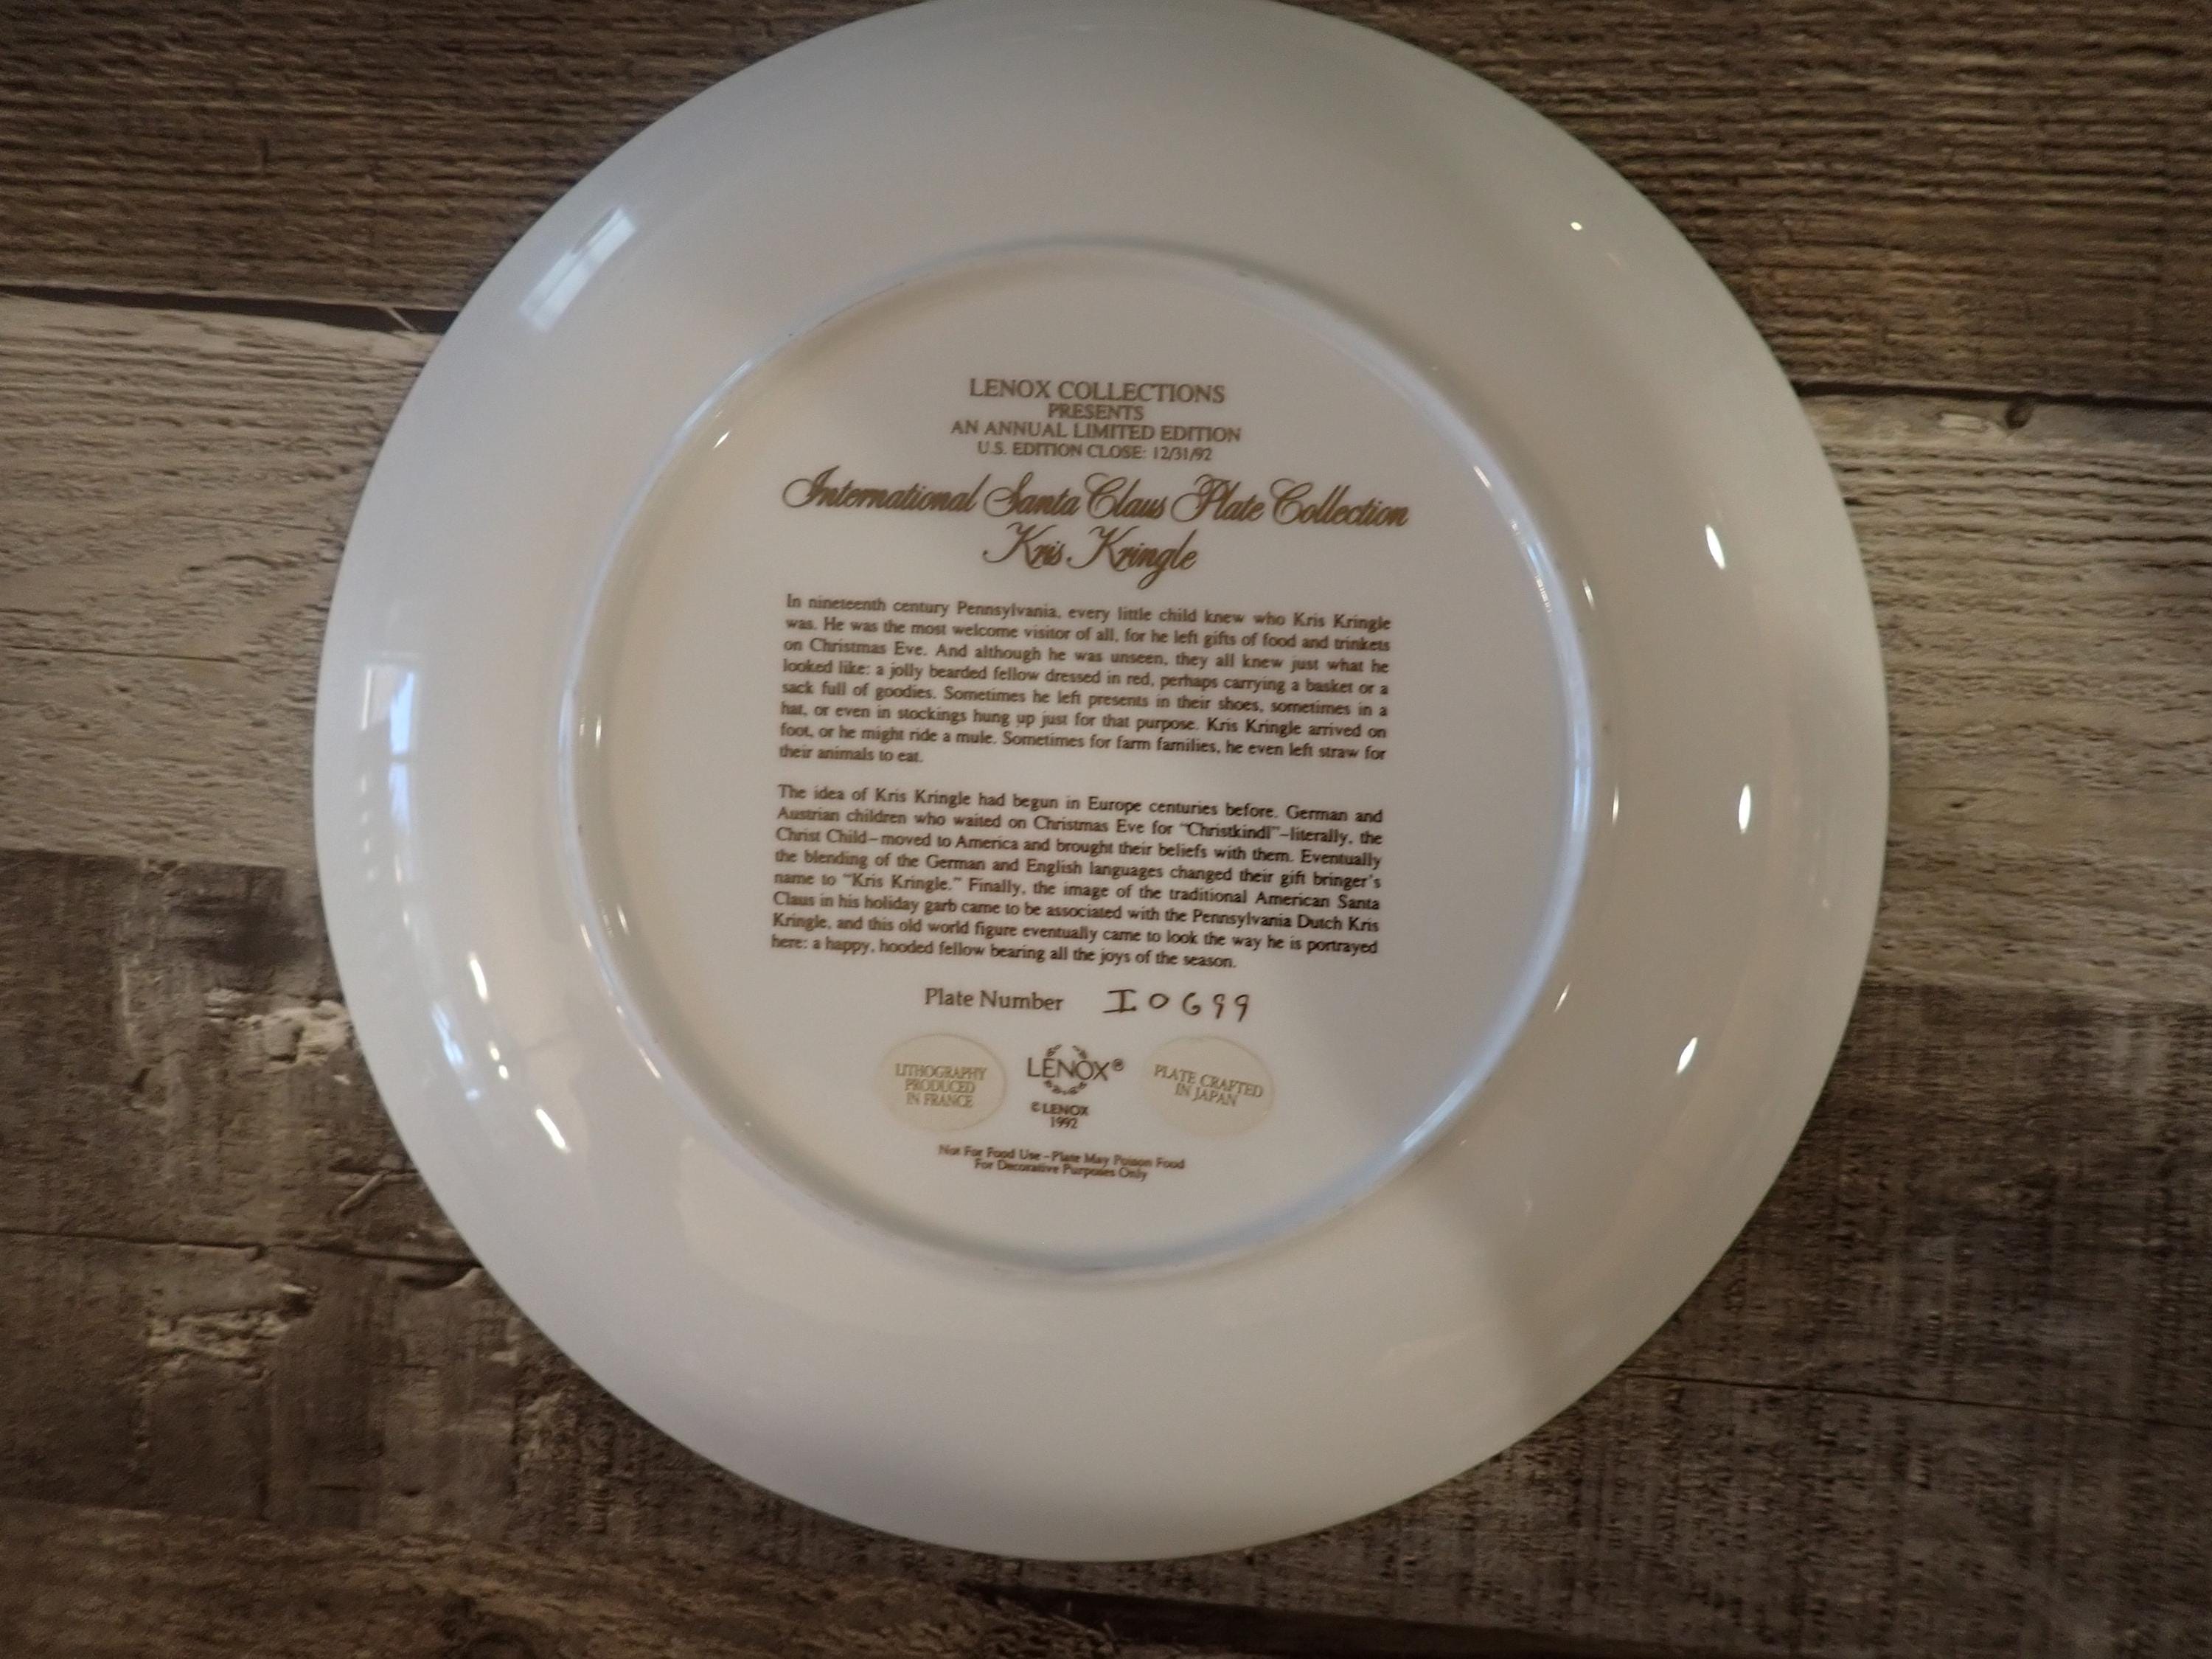 LENOX COLLECTIONS
PRESENTS
AN ANNUAL LIMITED EDITION
U.S. EDITION CLOSE: 12/31/92
International Santa Claus Plate Collection
Kris Kringle
In nineteenth century Pennsylvania, every little child knew who Kris Kringle
was. He was the most welcome visitor of all, for he left gifts of food and trinkets
on Christmas Eve. And although he was unseen, they all knew just what he
looked like: a jolly bearded fellow dressed in red, perhaps carrying a basket or a
sack full of goodies. Sometimes he left presents in their shoes, sometimes in a
hat, or even in stockings hung up just for that purpose. Kris Kringle arrived on
foot, or he might ride a mule. Sometimes for farm families, he even left straw for
their animals to eat.
The idea of Kris Kringle had begun in Europe centuries before. German and
Austrian children who waited on Christmas Eve for "Christkindl"–literally, the
Christ Child–moved to America and brought their beliefs with them. Eventually
the blending of the German and English languages changed their gift bringer's
name to "Kris Kringle." Finally, the image of the traditional American Santa
Claus in his holiday garb came to be associated with the Pennsylvania Dutch Kris
Kringle, and this old world figure eventually came to look the way he is portrayed
here: a happy, hooded fellow bearing all the joys of the season.
Plate Number I0G99
LITHOGRAPHY
PRODUCED
IN FRANCE
LENOX®
© LENOX
1992
PLATE CRAFTED
IN JAPAN
Not For Food Use – Plate May Poison Food
For Decorative Purposes Only